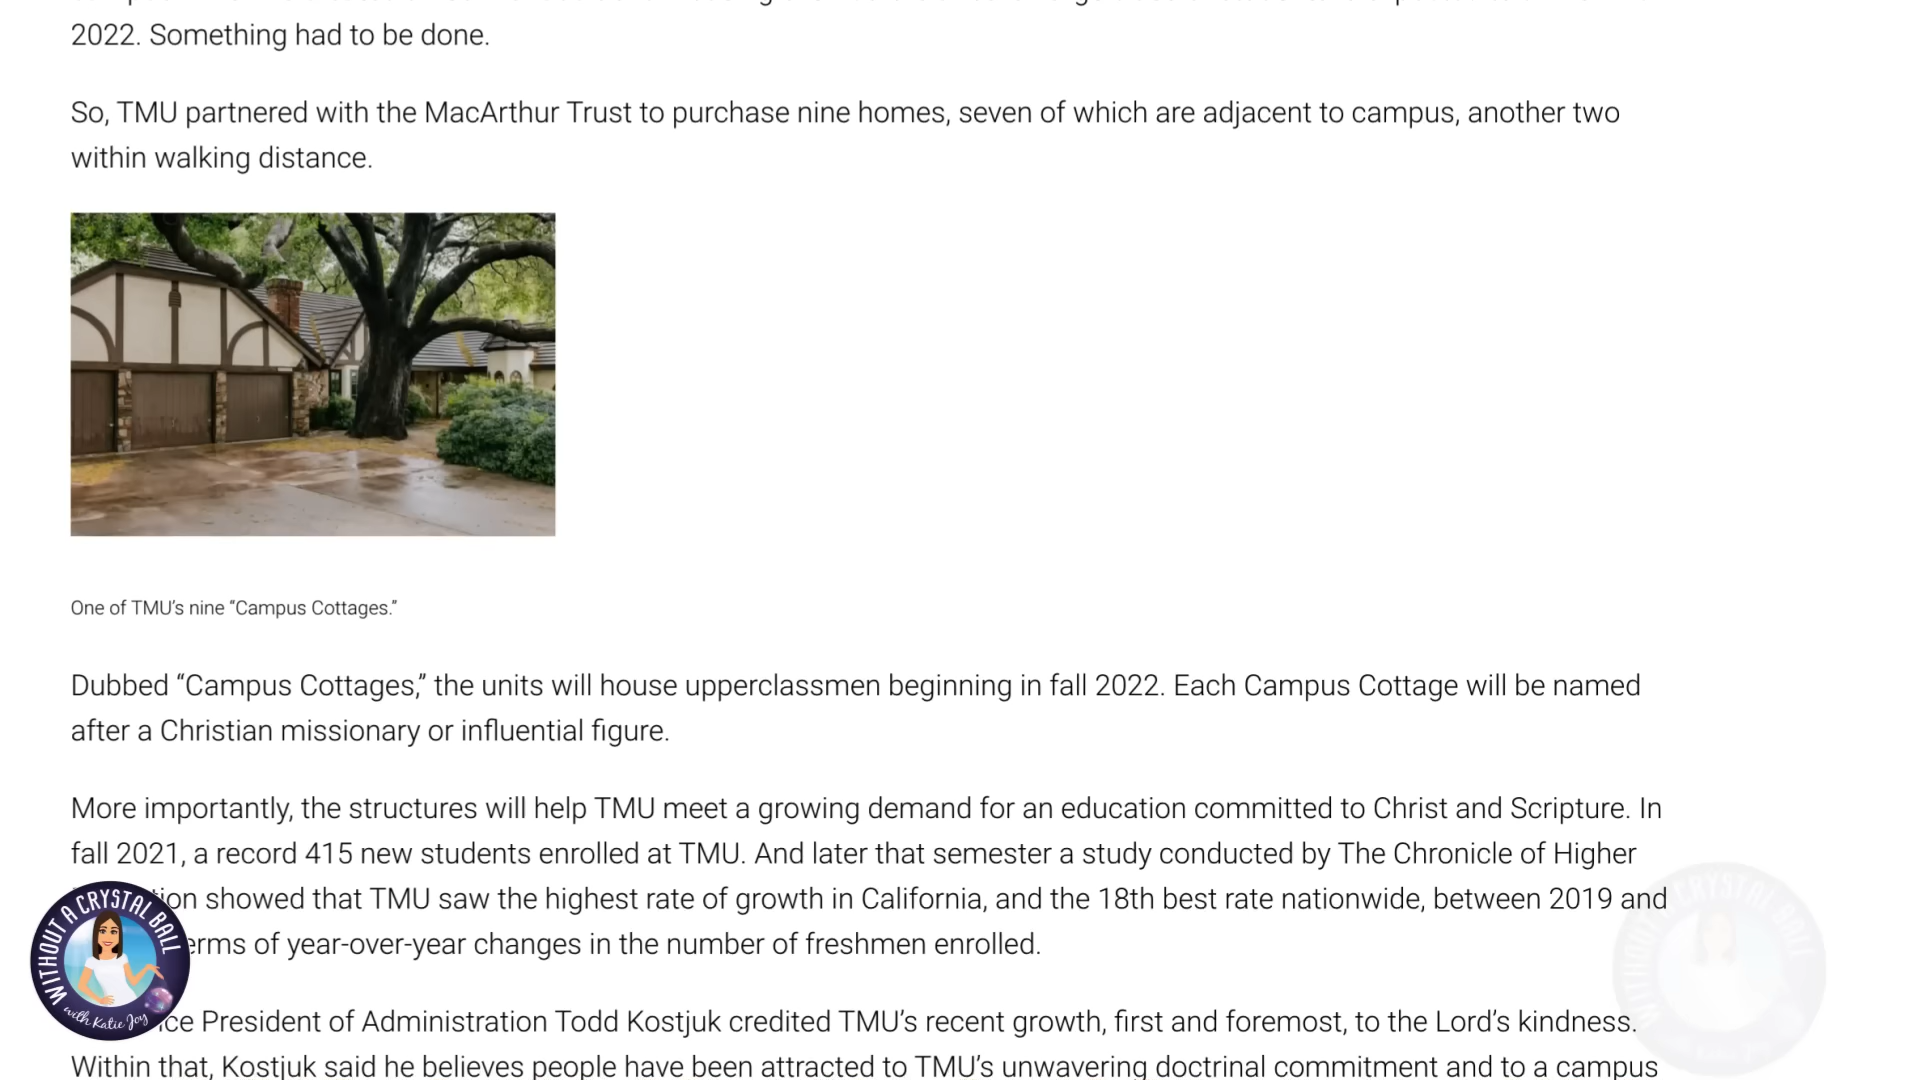 2022. Something had to be done.
So, TMU partnered with the MacArthur Trust to purchase nine homes, seven of which are adjacent to campus, another two
within walking distance.
One of TMU's nine “Campus Cottages.”
Dubbed “Campus Cottages,” the units will house upperclassmen beginning in fall 2022. Each Campus Cottage will be named
after a Christian missionary or influential figure.
More importantly, the structures will help TMU meet a growing demand for an education committed to Christ and Scripture. In
fall 2021, a record 415 new students enrolled at TMU. And later that semester a study conducted by The Chronicle of Higher
showed that TMU saw the highest rate of growth in California, and the 18th best rate nationwide, between 2019 and
of year-over-year changes in the number of freshmen enrolled.
President of Administration Todd Kostjuk credited TMU's recent growth, first and foremost, to the Lord's kindness.
Within that, Kostjuk said he believes people have been attracted to TMU's unwavering doctrinal commitment and to a campus
WITHOUT A CRYSTAL BALL
with Katie Joy